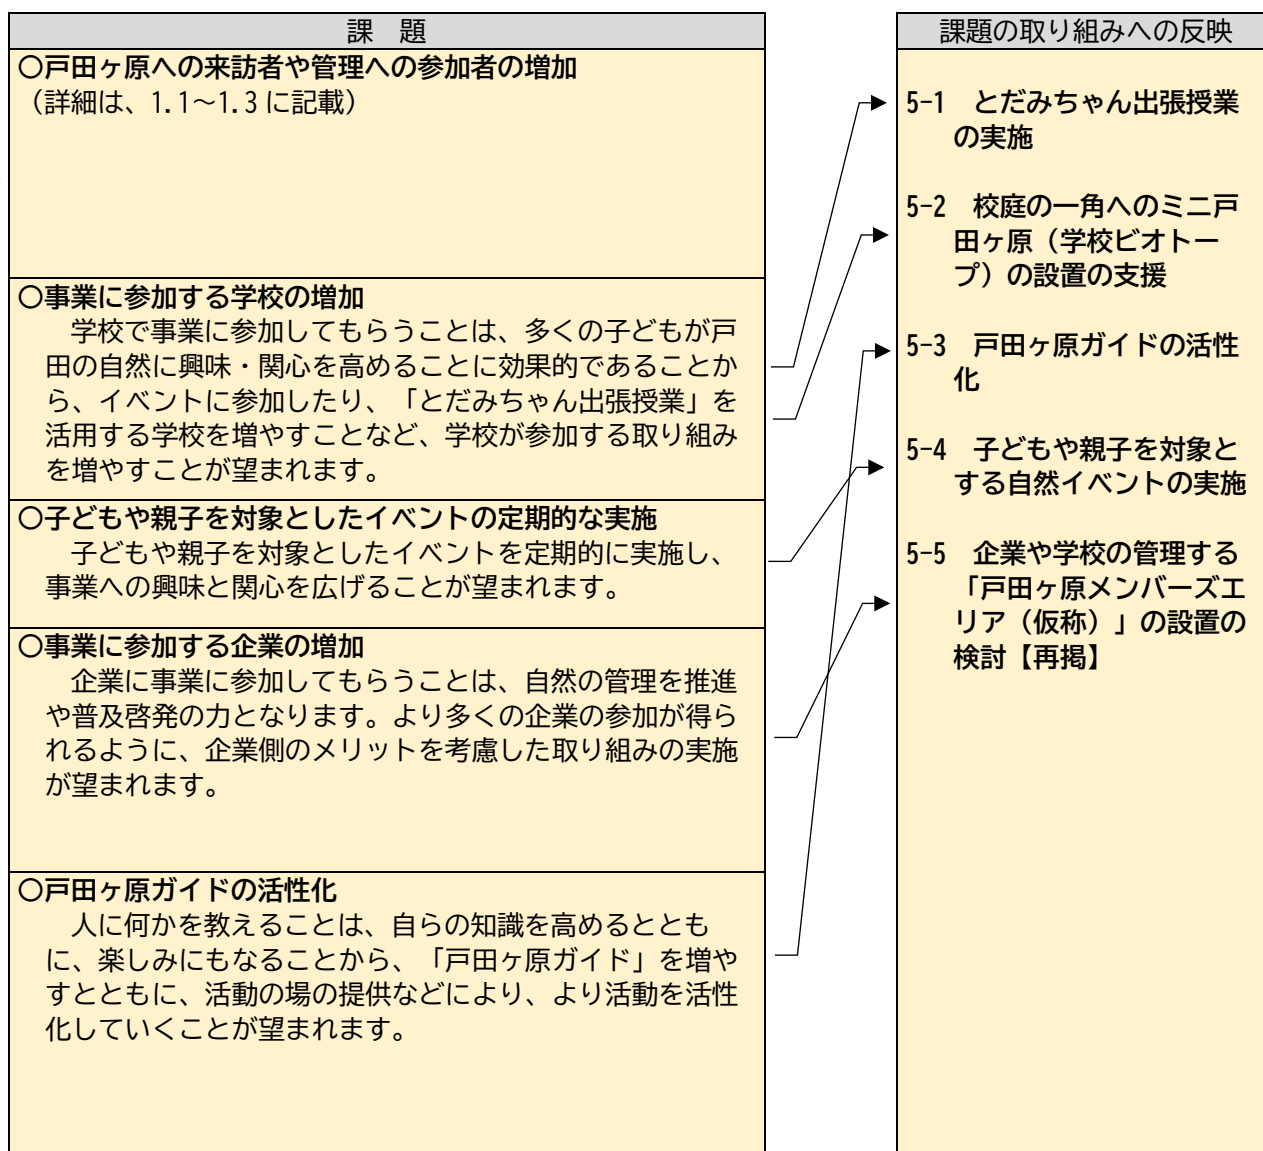 課　題
○戸田ヶ原への来訪者や管理への参加者の増加
（詳細は、1.1～1.3 に記載）
○事業に参加する学校の増加
学校で事業に参加してもらうことは、多くの子どもが戸
田の自然に興味・関心を高めることに効果的であることか
ら、イベントに参加したり、「とだみちゃん出張授業」を
活用する学校を増やすことなど、学校が参加する取り組み
を増やすことが望まれます。
○子どもや親子を対象としたイベントの定期的な実施
子どもや親子を対象としたイベントを定期的に実施し、
事業への興味と関心を広げることが望まれます。
○事業に参加する企業の増加
企業に事業に参加してもらうことは、自然の管理を推進
や普及啓発の力となります。より多くの企業の参加が得ら
れるように、企業側のメリットを考慮した取り組みの実施
が望まれます。
○戸田ヶ原ガイドの活性化
人に何かを教えることは、自らの知識を高めるととも
に、楽しみにもなることから、「戸田ヶ原ガイド」を増や
すとともに、活動の場の提供などにより、より活動を活性
化していくことが望まれます。
課題の取り組みへの反映
5-1　とだみちゃん出張授業
の実施
5-2　校庭の一角へのミニ戸
田ヶ原（学校ビオトー
プ）の設置の支援
5-3　戸田ヶ原ガイドの活性
化
5-4　子どもや親子を対象と
する自然イベントの実施
5-5　企業や学校の管理する
「戸田ヶ原メンバーズエ
リア（仮称）」の設置の
検討【再掲】